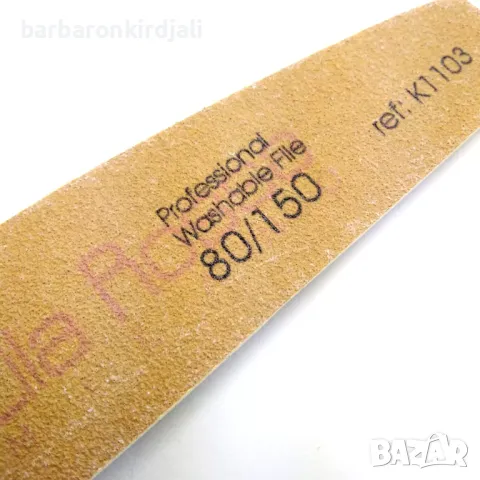 barbaronkirdjali
ref: K1103
Professional
Washable File
80/150
BAZAR